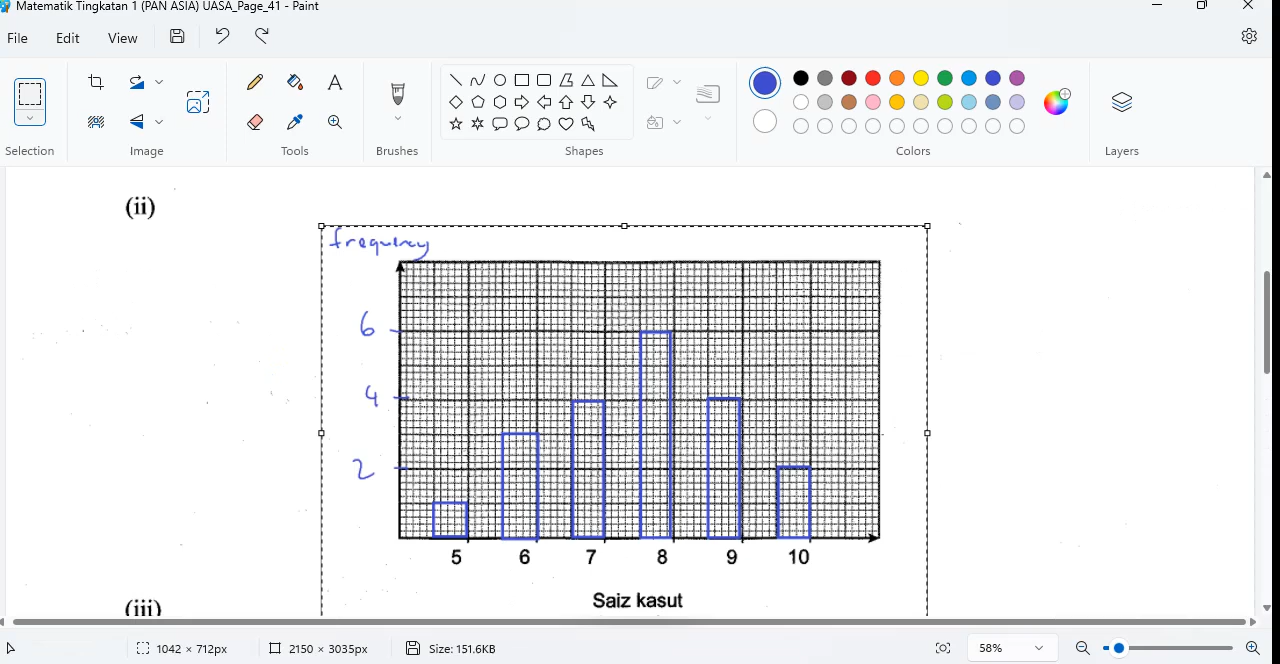 Matematik Tingkatan 1 (PAN ASIA) UASA_Page_41 - Paint
File Edit View
Selection Image Tools Brushes Shapes Colors Layers
(ii)
frequency
6
4
2
5 6 7 8 9 10
Saiz kasut
(iii)
1042 × 712px 2150 × 3035px Size: 151.6KB 58%